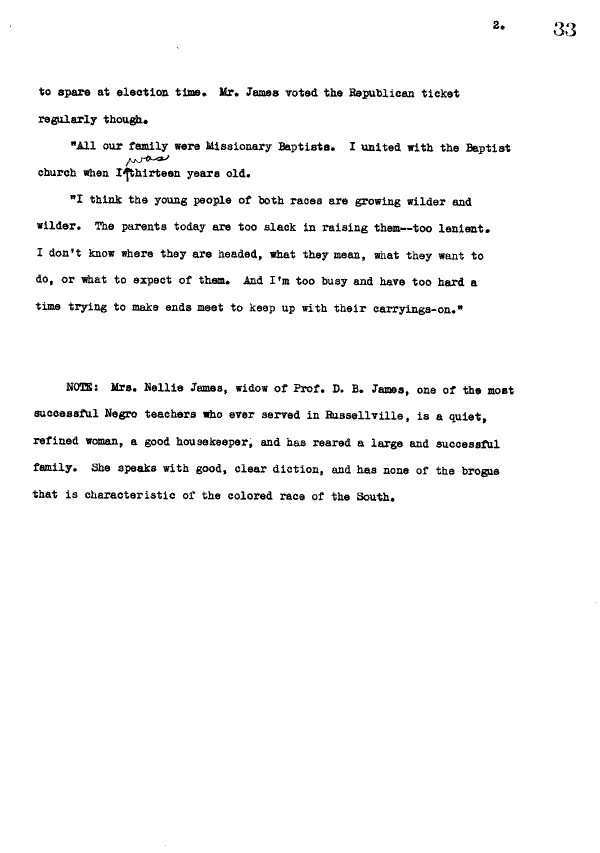 2. 33
to spare at election time. Mr. James voted the Republican ticket
regularly though.
"All our family were Missionary Baptists. I united with the Baptist
was
church when I thirteen years old.
"I think the young people of both races are growing wilder and
wilder. The parents today are too slack in raising them--too lenient.
I don't know where they are headed, what they mean, what they want to
do, or what to expect of them. And I'm too busy and have too hard a
time trying to make ends meet to keep up with their carryings-on."
NOTE: Mrs. Nellie James, widow of Prof. D. B. James, one of the most
successful Negro teachers who ever served in Russellville, is a quiet,
refined woman, a good housekeeper, and has reared a large and successful
family. She speaks with good, clear diction, and has none of the brogue
that is characteristic of the colored race of the South.